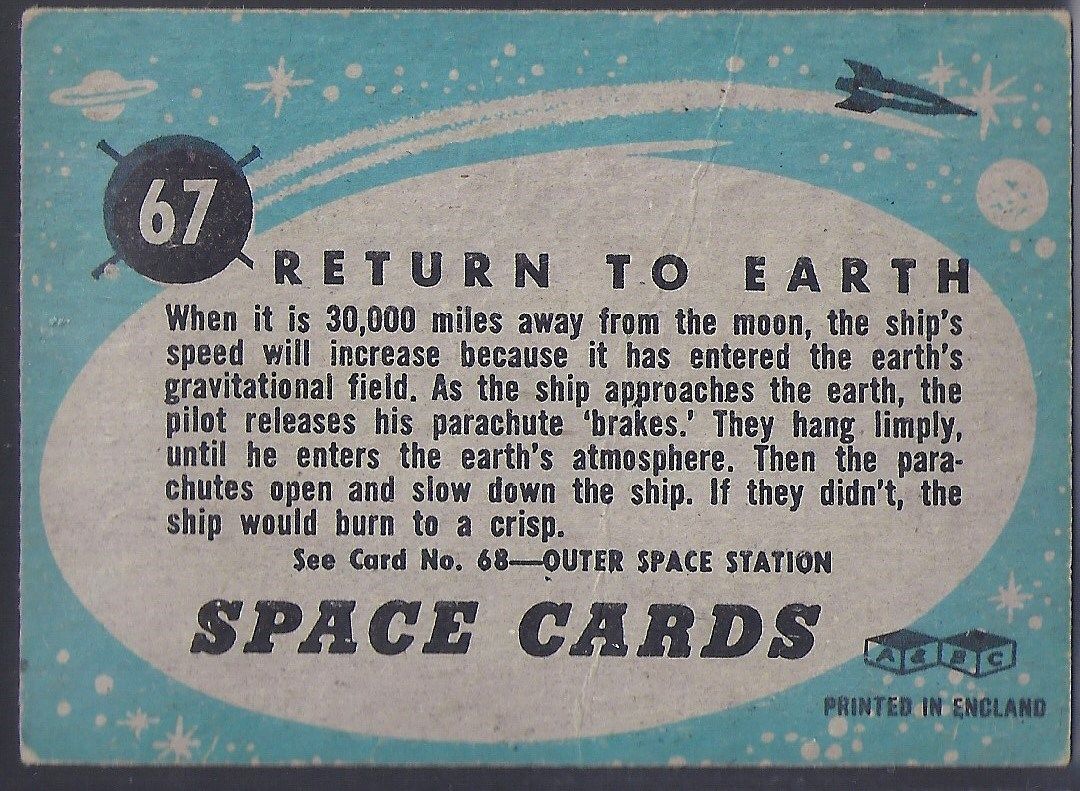 67
RETURN TO EARTH
When it is 30,000 miles away from the moon, the ship's
speed will increase because it has entered the earth's
gravitational field. As the ship approaches the earth, the
pilot releases his parachute 'brakes.' They hang limply,
until he enters the earth's atmosphere. Then the para-
chutes open and slow down the ship. If they didn't, the
ship would burn to a crisp.
See Card No. 68—OUTER SPACE STATION
SPACE CARDS
A & B C
PRINTED IN ENGLAND